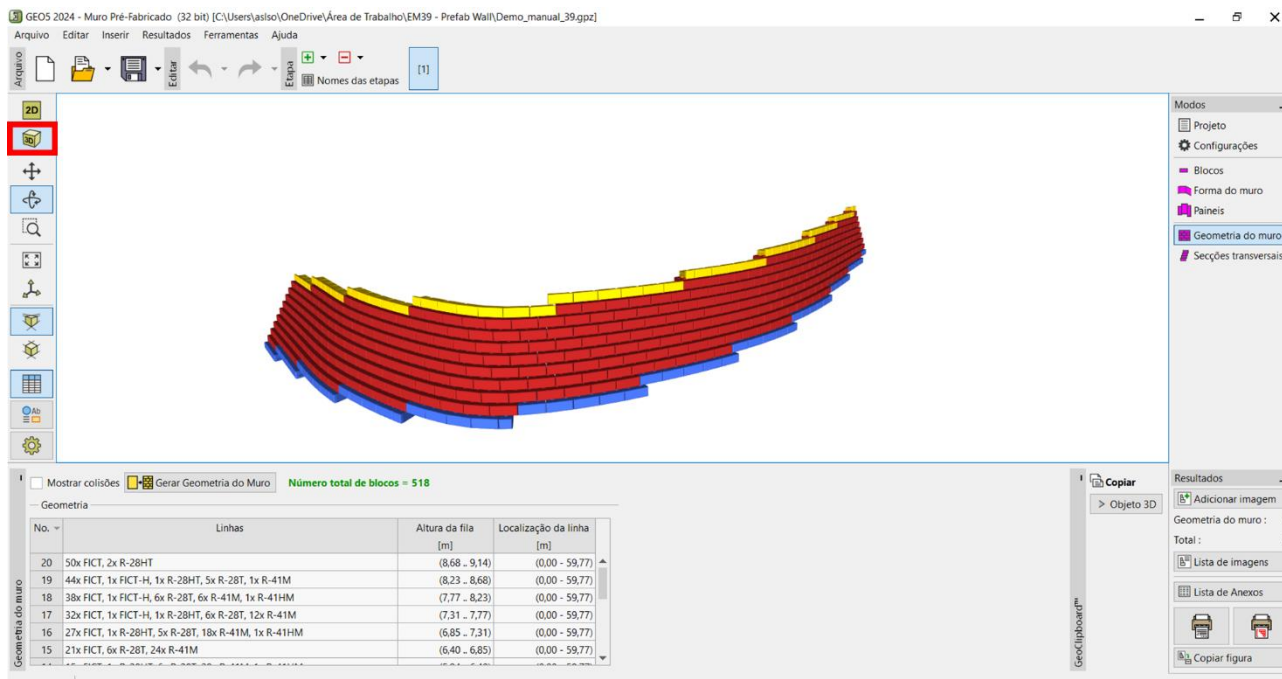 GEO5 2024 - Muro Pré-Fabricado (32 bit) [C:\Users\aslso\OneDrive\Área de Trabalho\EM39 - Prefab Wall\Demo_manual_39.gpz]
Arquivo Editar Inserir Resultados Ferramentas Ajuda
Arquivo
Editar
Etapa
Nomes das etapas
[1]
2D
3D
Modos
Projeto
Configurações
Blocos
Forma do muro
Paineis
Geometria do muro
Secções transversais
Mostrar colisões Gerar Geometria do Muro Número total de blocos = 518
Geometria
No. Linhas Altura da fila Localização da linha
[m] [m]
20 50x FICT, 2x R-28HT (8,68 .. 9,14) (0,00 - 59,77)
19 44x FICT, 1x FICT-H, 1x R-28HT, 5x R-28T, 1x R-41M (8,23 .. 8,68) (0,00 - 59,77)
18 38x FICT, 1x FICT-H, 6x R-28T, 6x R-41M, 1x R-41HM (7,77 .. 8,23) (0,00 - 59,77)
17 32x FICT, 1x FICT-H, 1x R-28HT, 6x R-28T, 12x R-41M (7,31 .. 7,77) (0,00 - 59,77)
16 27x FICT, 1x R-28HT, 5x R-28T, 18x R-41M, 1x R-41HM (6,85 .. 7,31) (0,00 - 59,77)
15 21x FICT, 6x R-28T, 24x R-41M (6,40 .. 6,85) (0,00 - 59,77)
Geometria do muro
Copiar
> Objeto 3D
GeoClipboard™
Resultados
Adicionar imagem
Geometria do muro :
Total :
Lista de imagens
Lista de Anexos
Copiar figura